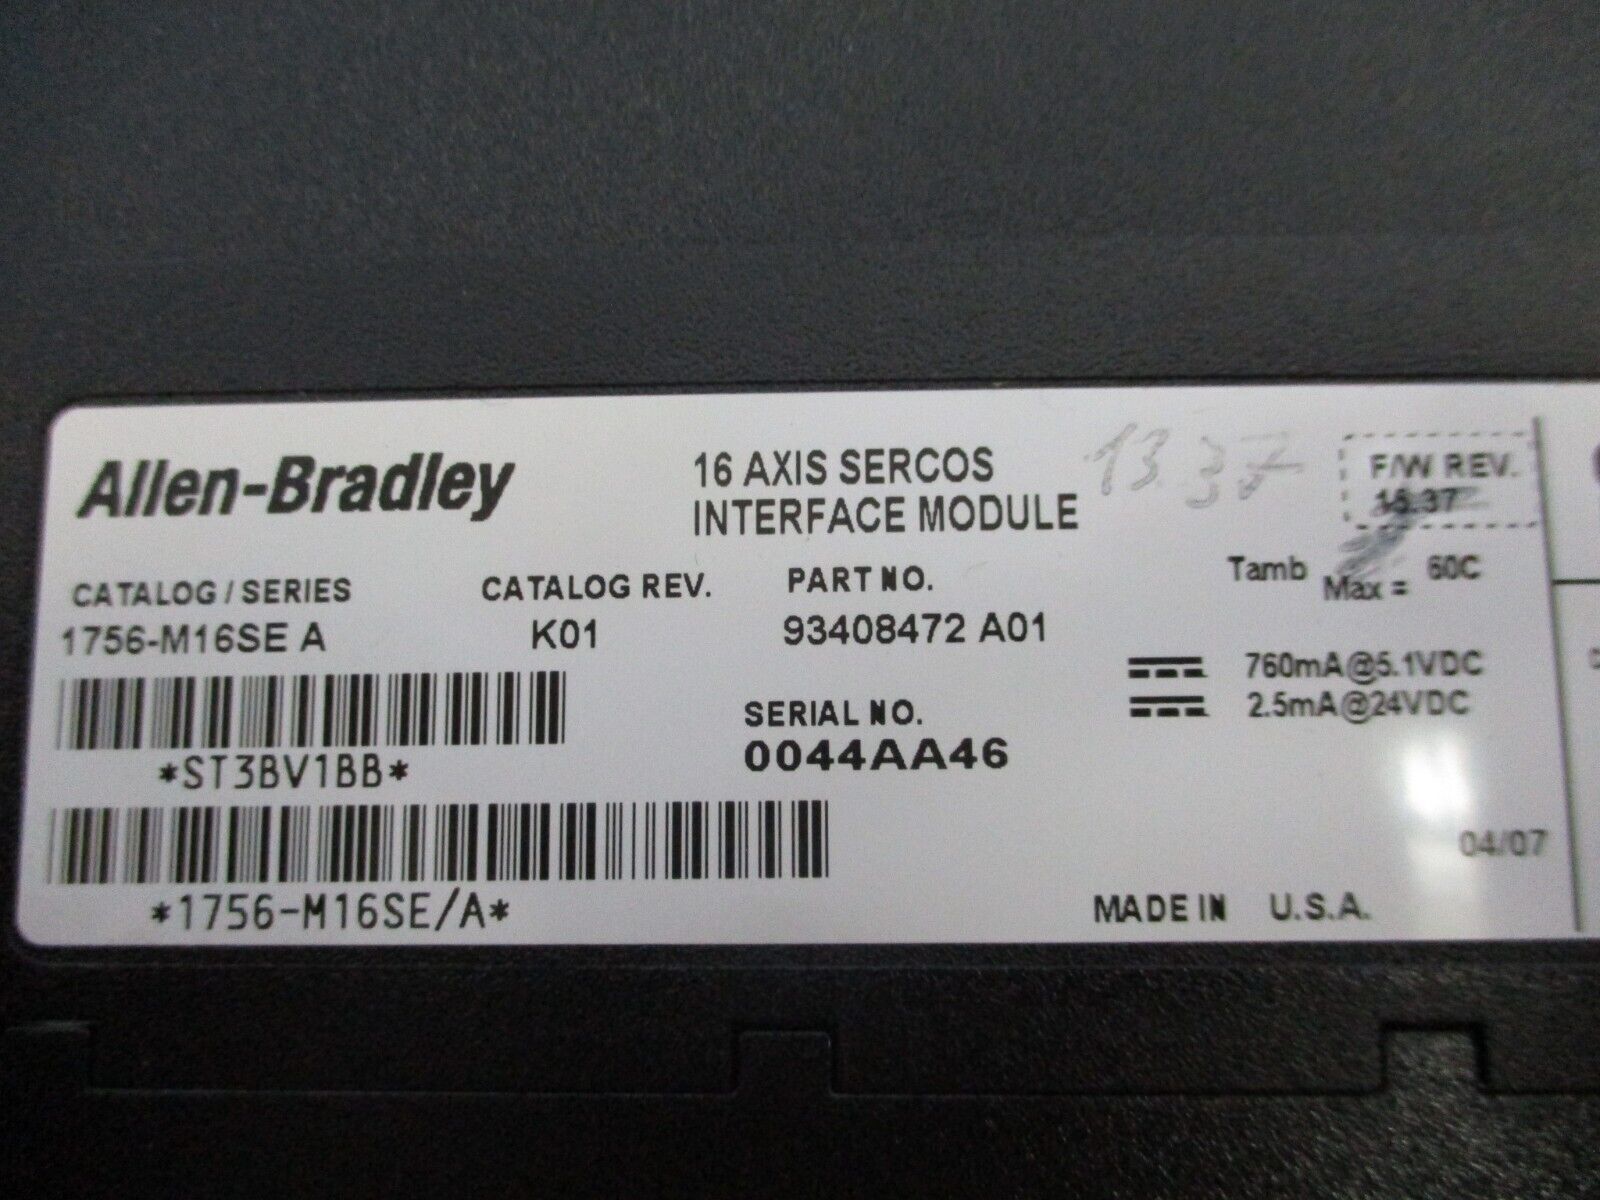 Allen-Bradley
16 AXIS SERCOS
INTERFACE MODULE
13.37
F/W REV.
Tamb Max = 60C
CATALOG / SERIES
1756-M16SE A
CATALOG REV.
K01
PART NO.
93408472 A01
760mA@5.1VDC
2.5mA@24VDC
*ST3BV1BB*
SERIAL NO.
0044AA46
*1756-M16SE/A*
04/07
MADE IN U.S.A.